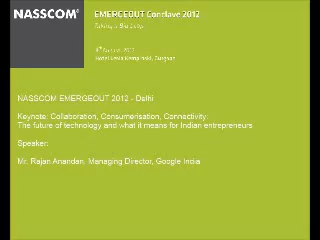 NASSCOM®
EMERGEOUT Conclave 2012
NASSCOM EMERGEOUT 2012 - Delhi
Keynote: Collaboration, Consumerisation, Connectivity:
The future of technology and what it means for Indian entrepreneurs
Speaker:
Mr. Rajan Anandan, Managing Director, Google India